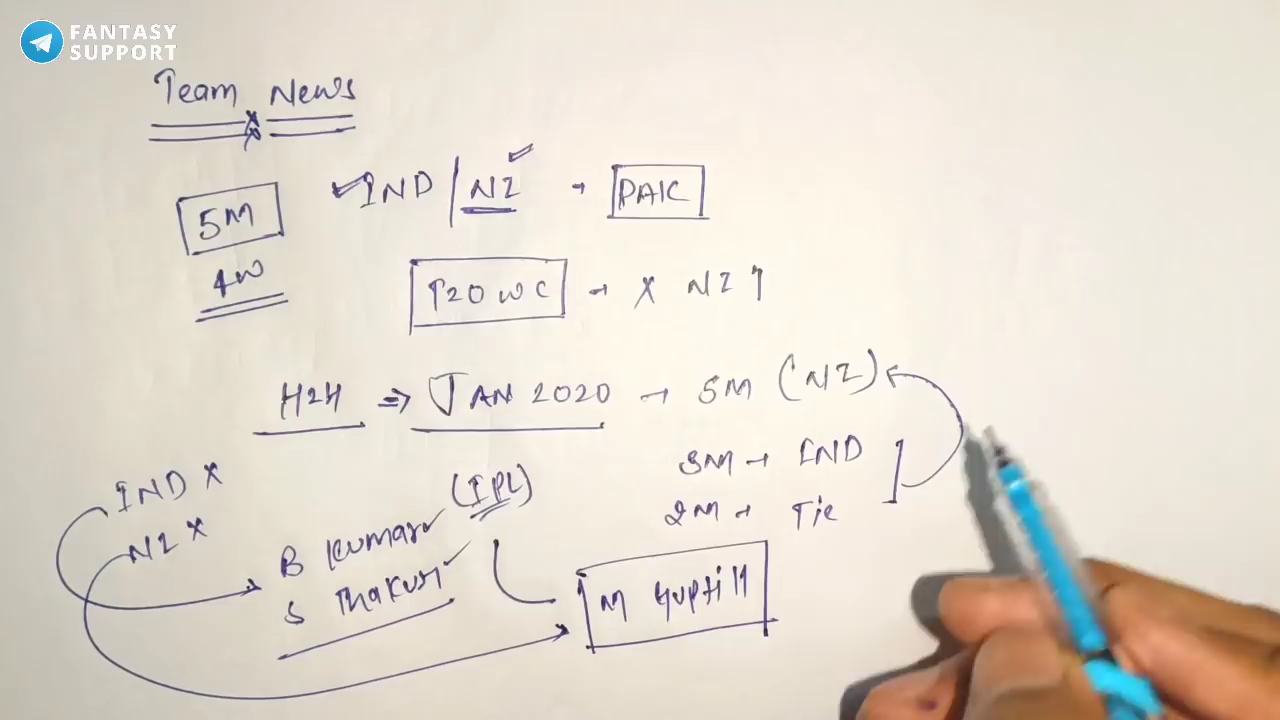 FANTASY
SUPPORT
Team News
5M
4W
IND | NZ → PAK
T20 WC → X NZ ↑
H2H ⇒ JAN 2020 → 5M (NZ)
3M → IND
2M → Tie
IND X
NZ X
(IPL)
B Kumar
S Thakur
M Guptill